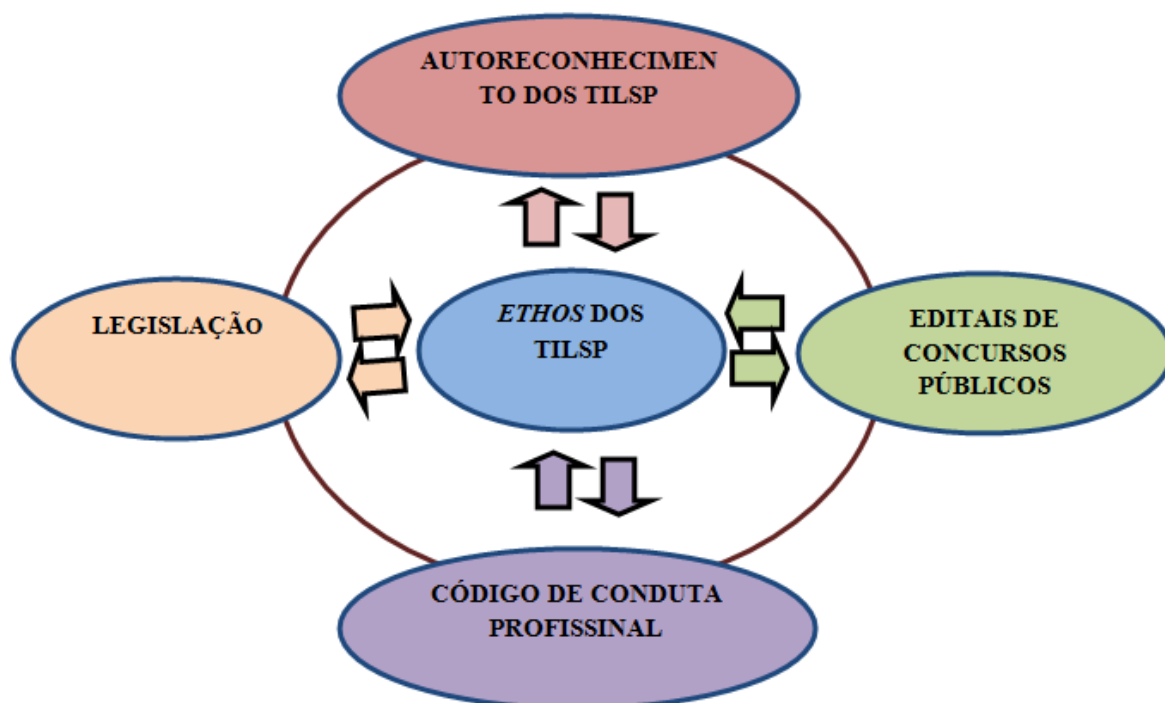 AUTORECONHECIMEN
TO DOS TILSP
LEGISLAÇÃO
ETHOS DOS
TILSP
EDITAIS DE
CONCURSOS
PÚBLICOS
CÓDIGO DE CONDUTA
PROFISSINAL